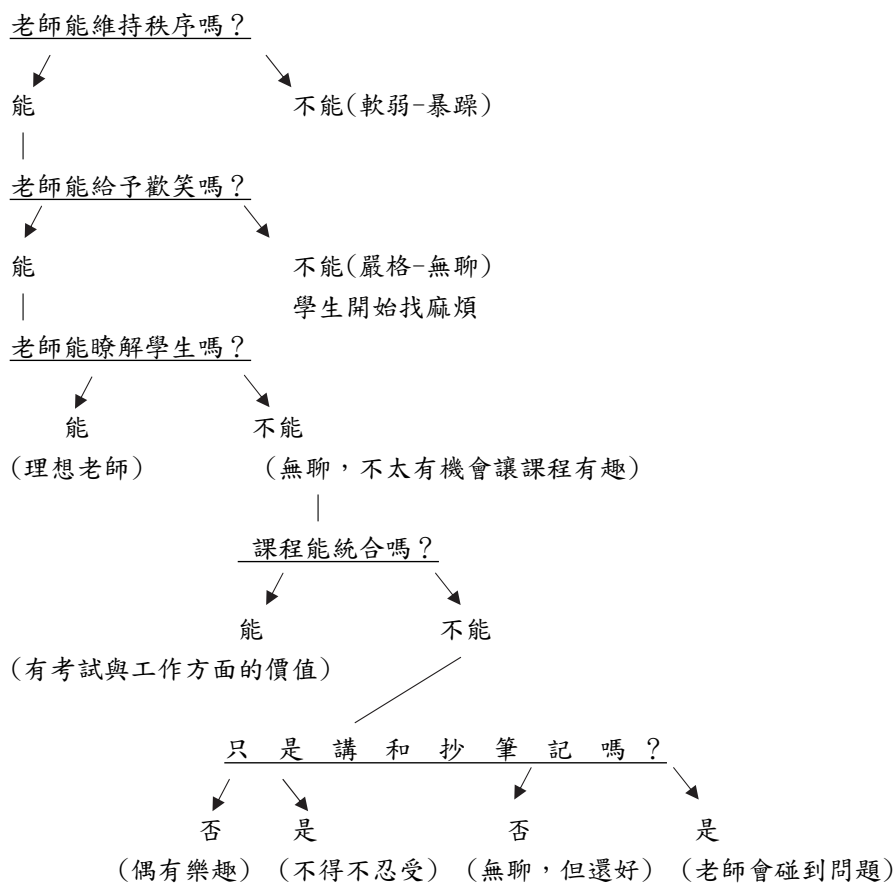 老師能維持秩序嗎？
能 不能(軟弱-暴躁)
老師能給予歡笑嗎？
能 不能(嚴格-無聊)
學生開始找麻煩
老師能瞭解學生嗎？
能 不能
(理想老師) (無聊，不太有機會讓課程有趣)
課程能統合嗎？
能 不能
(有考試與工作方面的價值)
只是講和抄筆記嗎？
否 是 否 是
(偶有樂趣) (不得不忍受) (無聊，但還好) (老師會碰到問題)